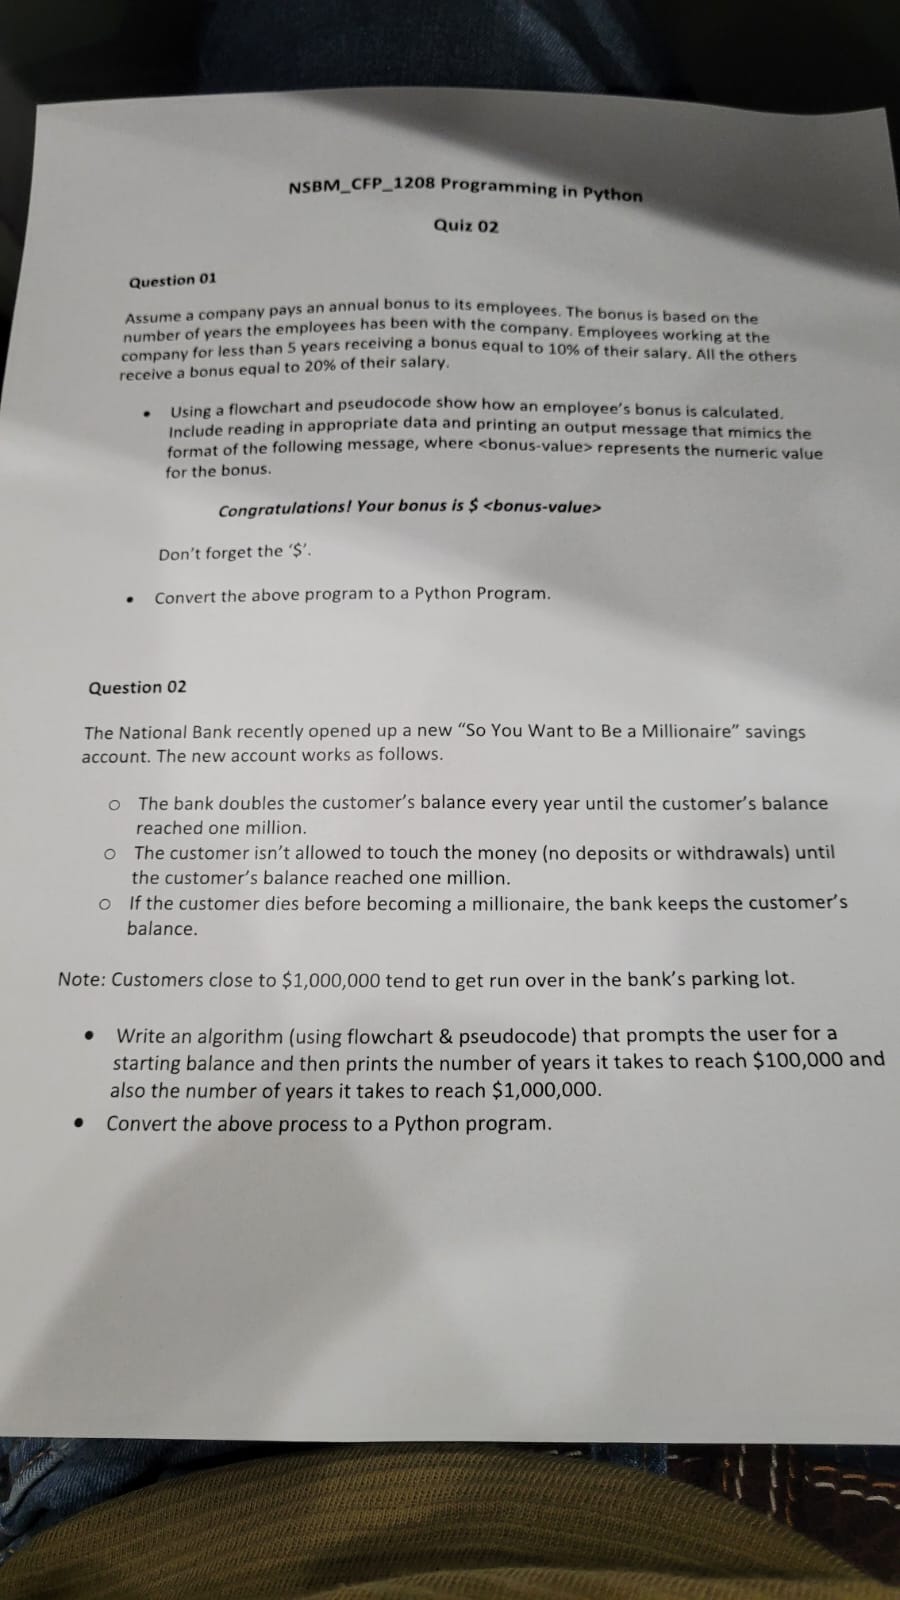 NSBM_CFP_1208 Programming in Python
Quiz 02
Question 01
Assume a company pays an annual bonus to its employees. The bonus is based on the
number of years the employees has been with the company. Employees working at the
company for less than 5 years receiving a bonus equal to 10% of their salary. All the others
receive a bonus equal to 20% of their salary.
• Using a flowchart and pseudocode show how an employee's bonus is calculated.
Include reading in appropriate data and printing an output message that mimics the
format of the following message, where <bonus-value> represents the numeric value
for the bonus.
Congratulations! Your bonus is $ <bonus-value>
Don't forget the '$'.
• Convert the above program to a Python Program.
Question 02
The National Bank recently opened up a new "So You Want to Be a Millionaire" savings
account. The new account works as follows.
o The bank doubles the customer's balance every year until the customer's balance
reached one million.
o The customer isn't allowed to touch the money (no deposits or withdrawals) until
the customer's balance reached one million.
o If the customer dies before becoming a millionaire, the bank keeps the customer's
balance.
Note: Customers close to $1,000,000 tend to get run over in the bank's parking lot.
• Write an algorithm (using flowchart & pseudocode) that prompts the user for a
starting balance and then prints the number of years it takes to reach $100,000 and
also the number of years it takes to reach $1,000,000.
• Convert the above process to a Python program.